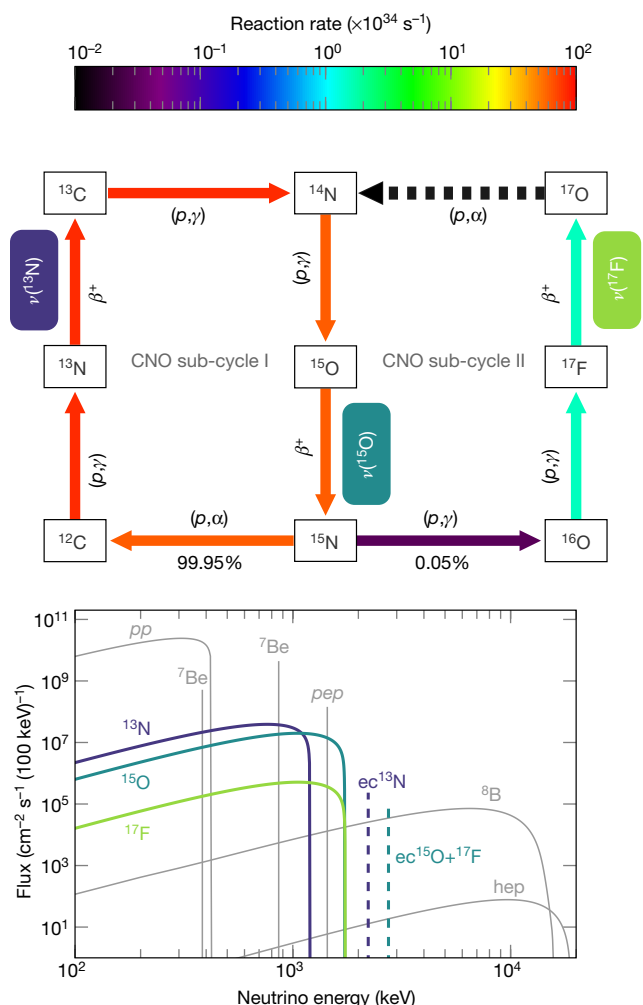 Reaction rate (×10³⁴ s⁻¹)
10⁻² 10⁻¹ 10⁰ 10¹ 10²
¹³C ¹⁴N ¹⁷O
(p,γ) (p,α)
ν(¹³N) β⁺ (p,γ) β⁺ ν(¹⁷F)
¹³N CNO sub-cycle I ¹⁵O CNO sub-cycle II ¹⁷F
(p,γ) β⁺ ν(¹⁵O) (p,γ)
(p,α) (p,γ)
¹²C ¹⁵N ¹⁶O
99.95% 0.05%
10¹¹
10⁹
10⁷
10⁵
10³
10¹
Flux (cm⁻² s⁻¹ (100 keV)⁻¹)
pp
⁷Be
⁷Be
pep
¹³N
¹⁵O
¹⁷F
ec¹³N
ec¹⁵O+¹⁷F
⁸B
hep
10² 10³ 10⁴
Neutrino energy (keV)